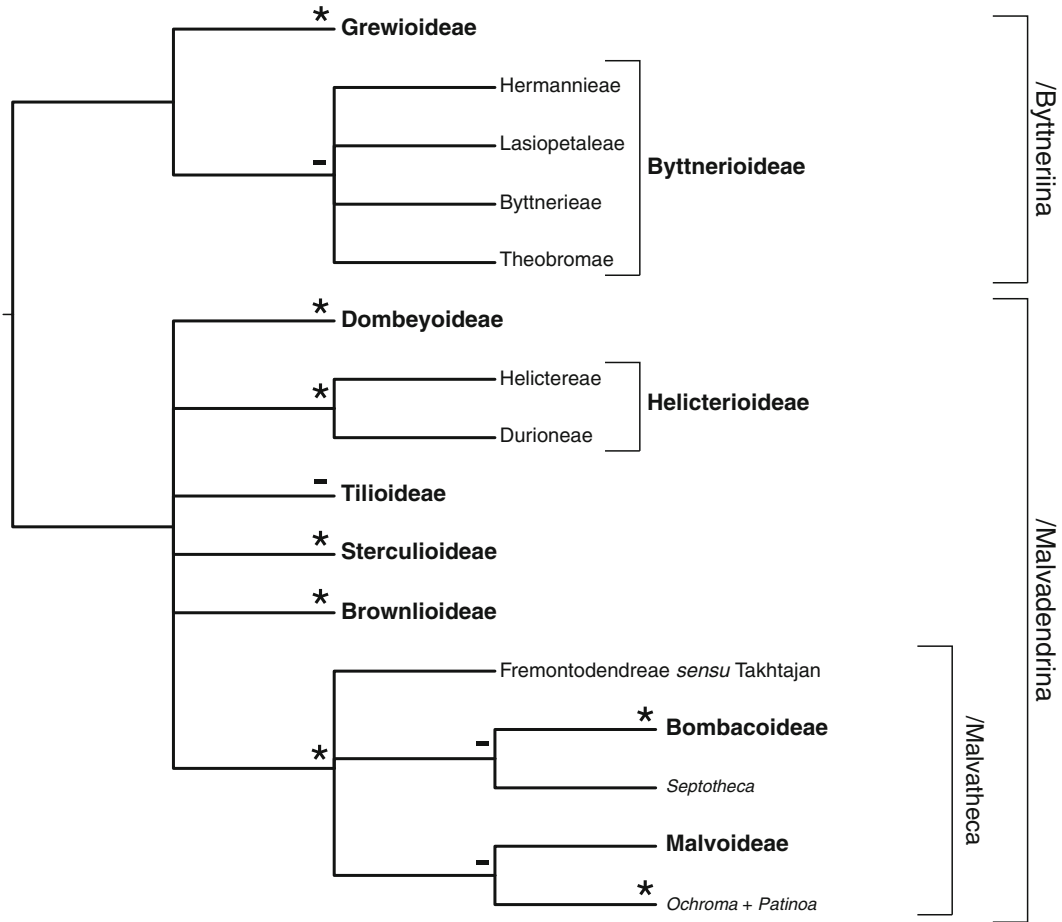 * Grewioideae
Hermannieae
Lasiopetaleae
- Byttnerioideae
Byttnerieae
Theobromae
/Byttneriina
* Dombeyoideae
Helictereae
* Helicterioideae
Durioneae
- Tilioideae
* Sterculioideae
* Brownlioideae
Fremontodendreae sensu Takhtajan
* Bombacoideae
- *
Septotheca
Malvoideae
- *
Ochroma + Patinoa
/Malvatheca
/Malvadendrina